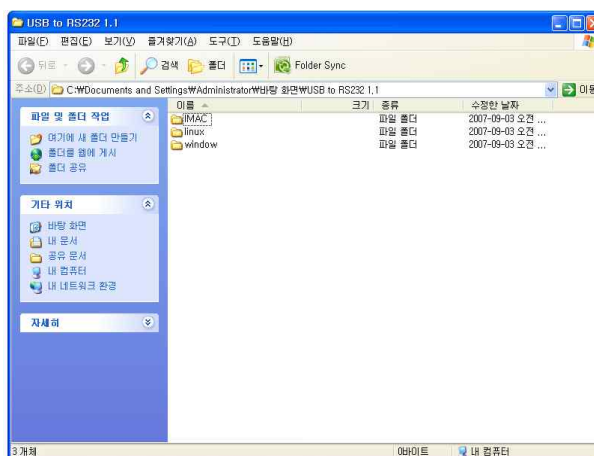 USB to RS232 1.1
파일(F) 편집(E) 보기(V) 즐겨찾기(A) 도구(T) 도움말(H)
뒤로 검색 폴더 Folder Sync
주소(D) C:₩Documents and Settings₩Administrator₩바탕 화면₩USB to RS232 1.1 이동
이름 크기 종류 수정한 날짜
IMAC 파일 폴더 2007-09-03 오전 ...
linux 파일 폴더 2007-09-03 오전 ...
window 파일 폴더 2007-09-03 오전 ...
파일 및 폴더 작업
여기에 새 폴더 만들기
폴더를 웹에 게시
폴더 공유
기타 위치
바탕 화면
내 문서
공유 문서
내 컴퓨터
내 네트워크 환경
자세히
3 개체 0바이트 내 컴퓨터